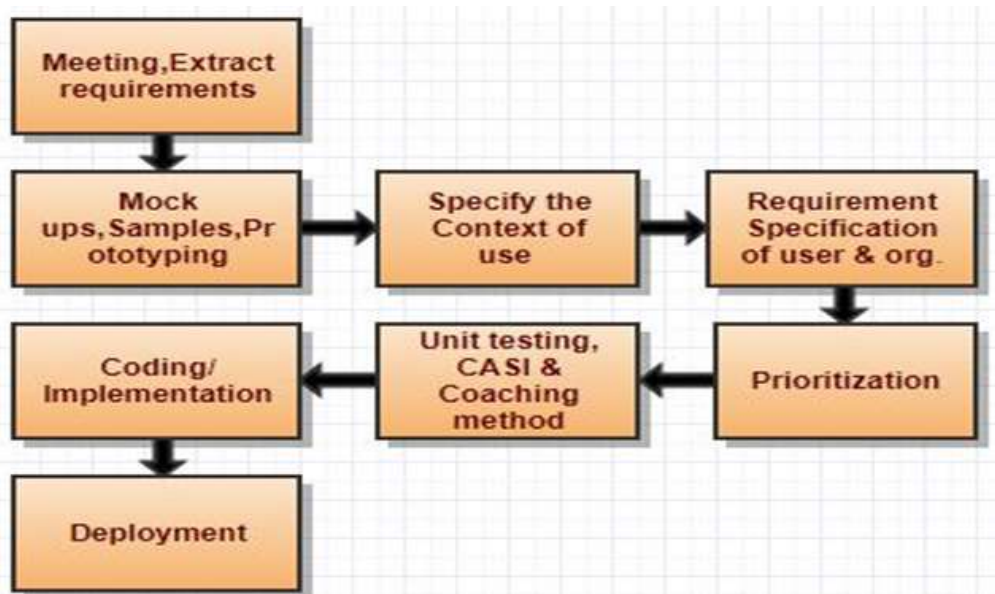 Meeting,Extract
requirements
Mock
ups,Samples,Pr
ototyping
Specify the
Context of
use
Requirement
Specification
of user & org.
Prioritization
Unit testing,
CASI &
Coaching
method
Coding/
Implementation
Deployment